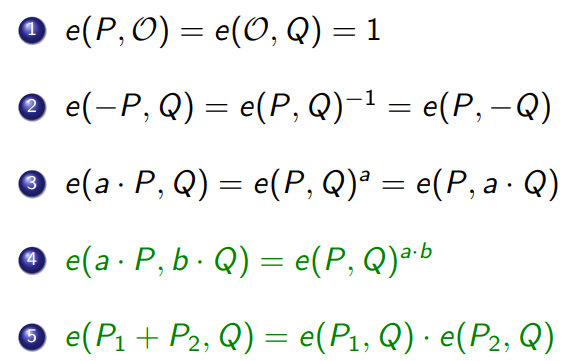 1 e(P, 𝒪) = e(𝒪, Q) = 1
2 e(−P, Q) = e(P, Q)⁻¹ = e(P, −Q)
3 e(a · P, Q) = e(P, Q)ᵃ = e(P, a · Q)
4 e(a · P, b · Q) = e(P, Q)ᵃ·ᵇ
5 e(P₁ + P₂, Q) = e(P₁, Q) · e(P₂, Q)